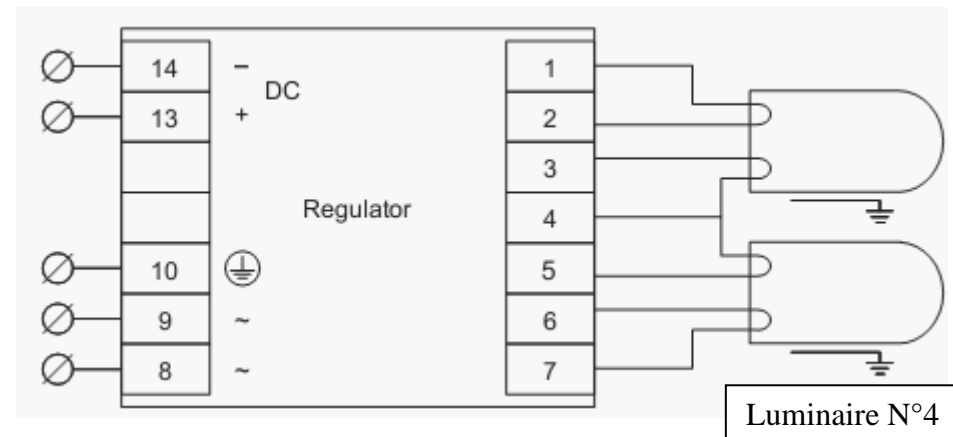 14 – 1
DC
13 + 2
3
Regulator
4
10 5
9 ~ 6
8 ~ 7
Luminaire N°4